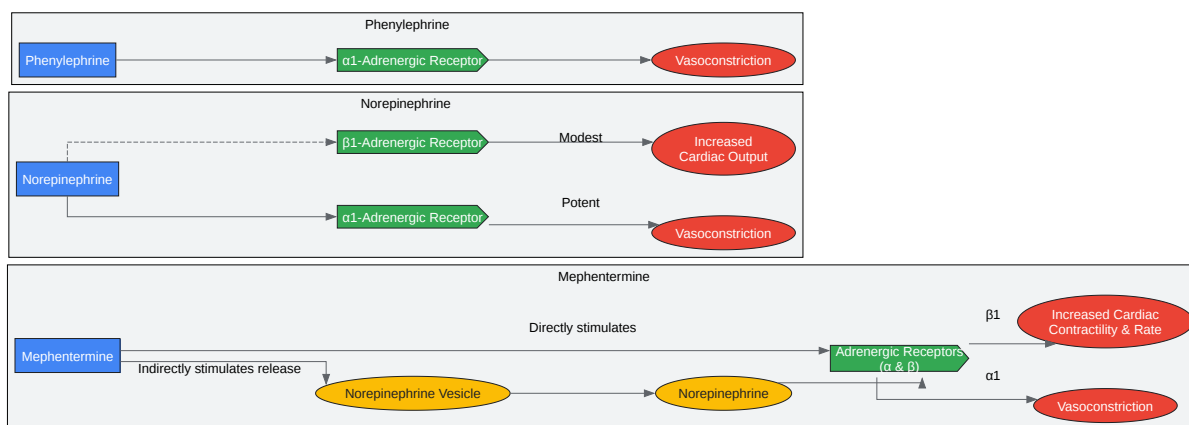 Phenylephrine
Phenylephrine
α1-Adrenergic Receptor
Vasoconstriction
Norepinephrine
β1-Adrenergic Receptor
Modest
Increased
Cardiac Output
Norepinephrine
α1-Adrenergic Receptor
Potent
Vasoconstriction
Mephentermine
Mephentermine
Directly stimulates
Indirectly stimulates release
Norepinephrine Vesicle
Norepinephrine
Adrenergic Receptors
(α & β)
β1
Increased Cardiac
Contractility & Rate
α1
Vasoconstriction